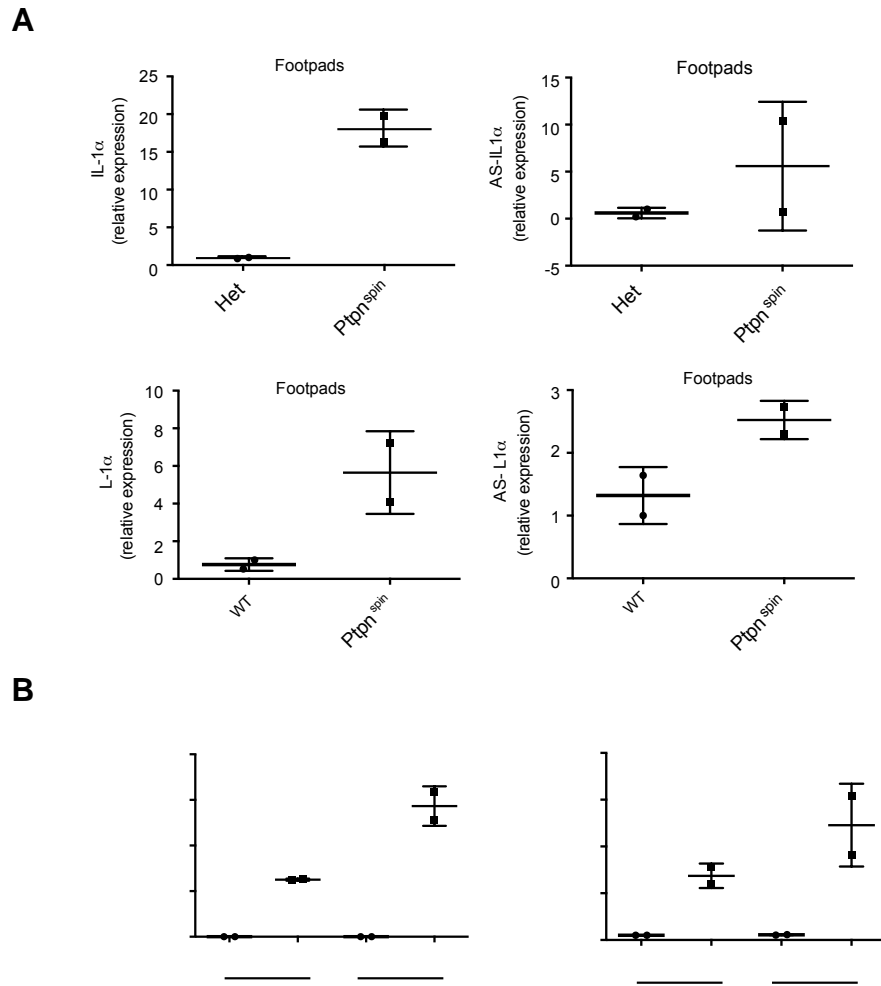 A
Footpads
IL-1α
(relative expression)
25
20
15
10
5
0
Het
Ptpn spin
Footpads
AS-IL1α
(relative expression)
15
10
5
0
-5
Het
Ptpn spin
Footpads
L-1α
(relative expression)
10
8
6
4
2
0
WT
Ptpn spin
Footpads
AS- L1α
(relative expression)
3
2
1
0
WT
Ptpn spin
B